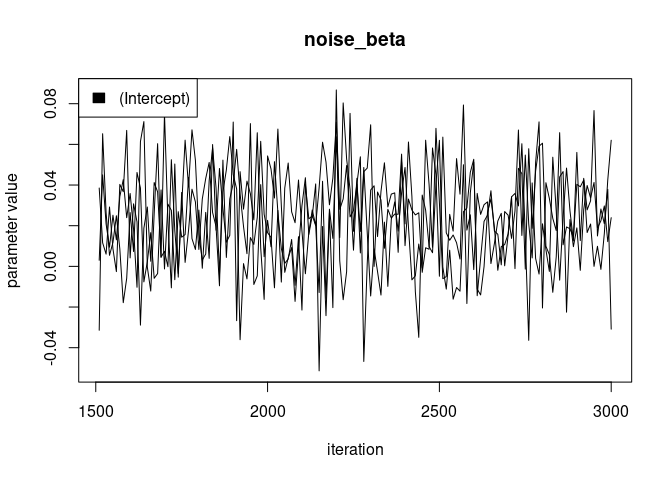 noise_beta
(Intercept)
0.08
0.04
0.00
-0.04
parameter value
1500 2000 2500 3000
iteration